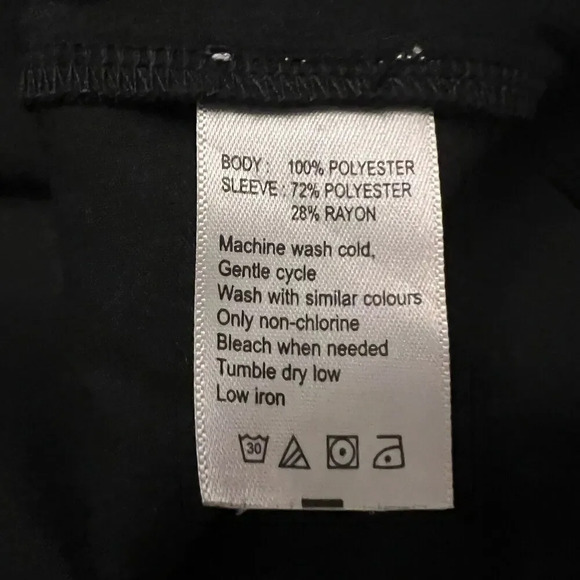 BODY : 100% POLYESTER
SLEEVE : 72% POLYESTER
28% RAYON
Machine wash cold,
Gentle cycle
Wash with similar colours
Only non-chlorine
Bleach when needed
Tumble dry low
Low iron
30